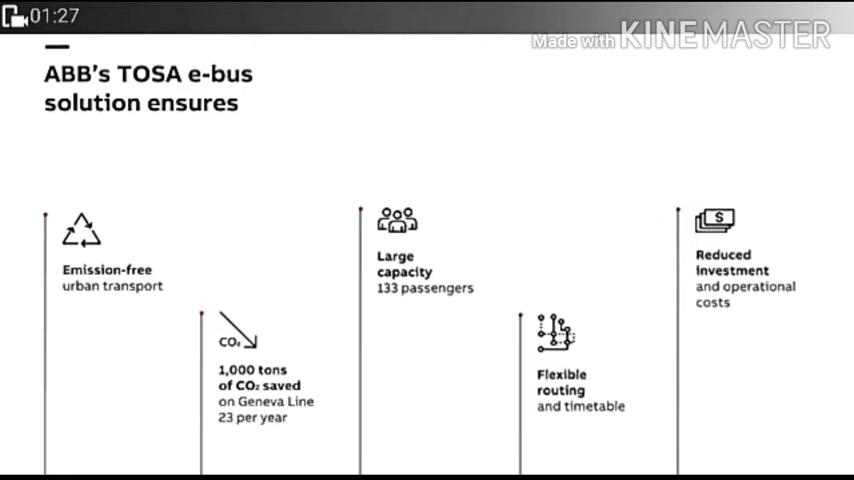 01:27
Made with KINEMASTER
ABB's TOSA e-bus
solution ensures
Emission-free
urban transport
CO₂
1,000 tons
of CO₂ saved
on Geneva Line
23 per year
Large
capacity
133 passengers
Flexible
routing
and timetable
$
Reduced
investment
and operational
costs